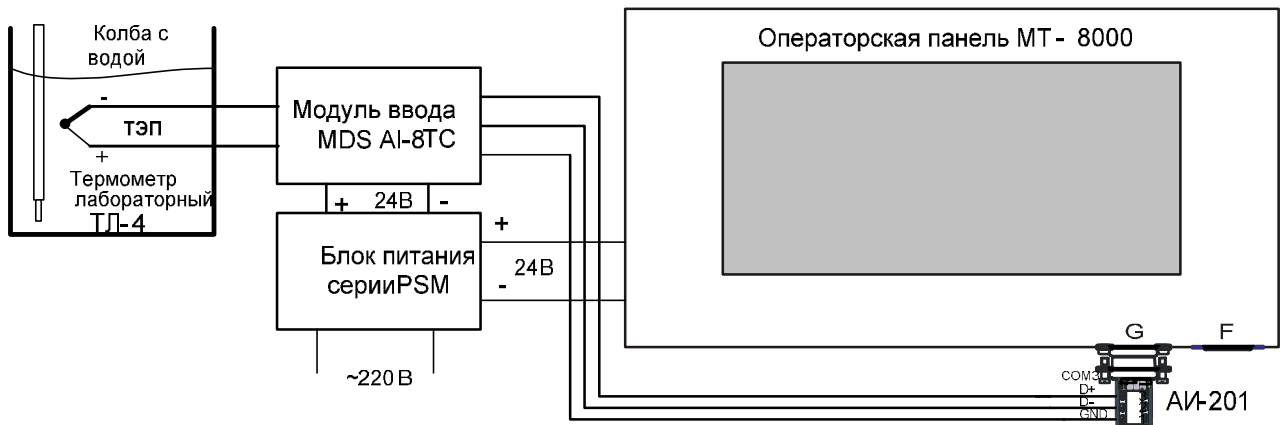 Колба с
водой
-
ТЭП
+
Термометр
лабораторный
ТЛ-4
Модуль ввода
MDS AI-8TC
+ 24В -
Блок питания
серииPSM
~220В
+
24В
-
Операторская панель МТ- 8000
G F
COM3
D+
D-
GND
АИ-201